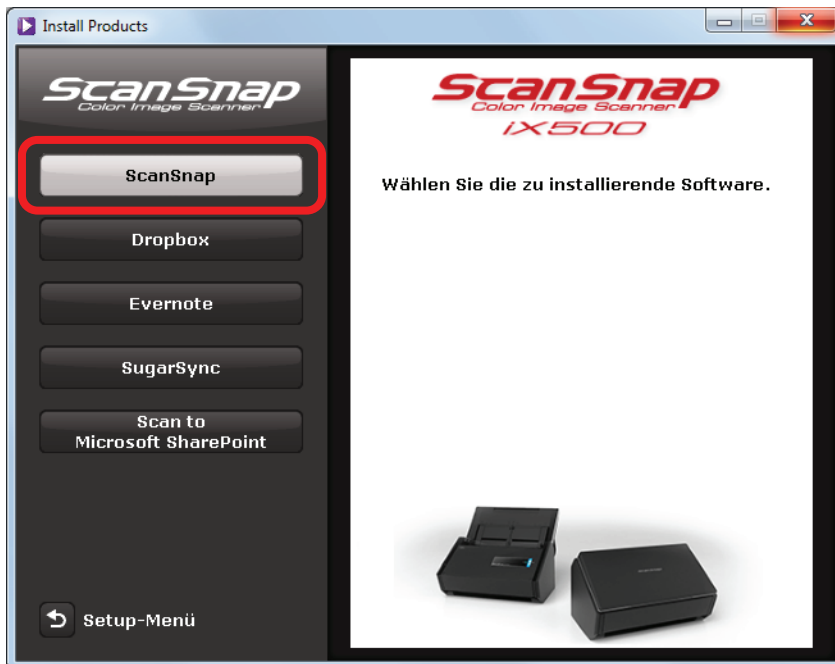 Install Products
ScanSnap
Color Image Scanner
ScanSnap
Dropbox
Evernote
SugarSync
Scan to
Microsoft SharePoint
Setup-Menü
ScanSnap
Color Image Scanner
iX500
Wählen Sie die zu installierende Software.